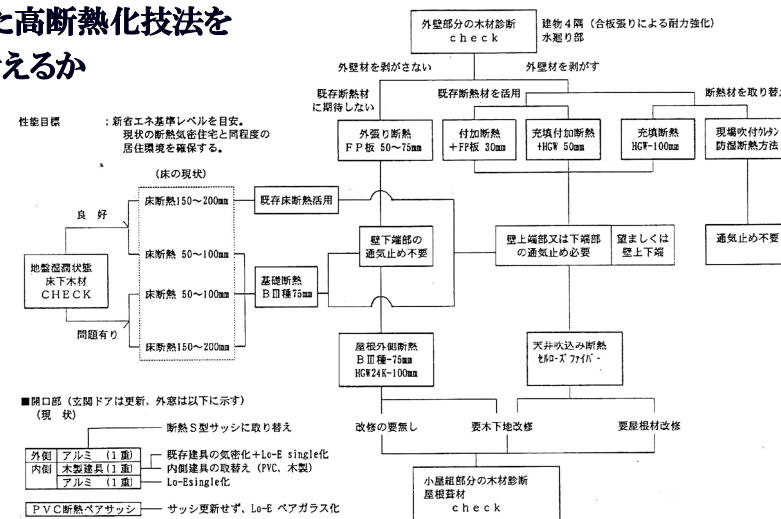 た高断熱化技法を
考えるか
外壁部分の木材診断
check
建物4隅（合板張りによる耐力強化）
水廻り部
外壁材を剥がさない
外壁材を剥がす
既存断熱材
に期待しない
既存断熱材を活用
断熱材を取り替え
性能目標　：新省エネ基準レベルを目安。
現状の断熱気密住宅と同程度の
居住環境を確保する。
外張り断熱
FP板 50～75mm
付加断熱
+FP板 30mm
充填付加断熱
+HGW 50mm
充填断熱
HGW-100mm
現場吹付ウレタン
防湿断熱方法
（床の現状）
良　好
床断熱150～200mm
既存床断熱活用
床断熱 50～100mm
地盤湿潤状態
床下木材
CHECK
床断熱 50～100mm
基礎断熱
BⅢ種75mm
問題有り
床断熱150～200mm
壁下端部の
通気止め不要
壁上端部又は下端部
の通気止め必要
望ましくは
壁上下端
通気止め不要
屋根外側断熱
BⅢ種-75mm
HGW24K-100mm
天井吹込み断熱
セルローズファイバー
改修の要無し
要木下地改修
要屋根材改修
小屋組部分の木材診断
屋根葺材
check
■開口部（玄関ドアは更新、外窓は以下に示す）
（現　状）
断熱S型サッシに取り替え
外側 アルミ （1重）
既存建具の気密化+Lo-E single化
内側 木製建具（1重）
内側建具の取替え（PVC、木製）
アルミ （1重）
Lo-Esingle化
PVC断熱ペアサッシ
サッシ更新せず、Lo-E ペアガラス化